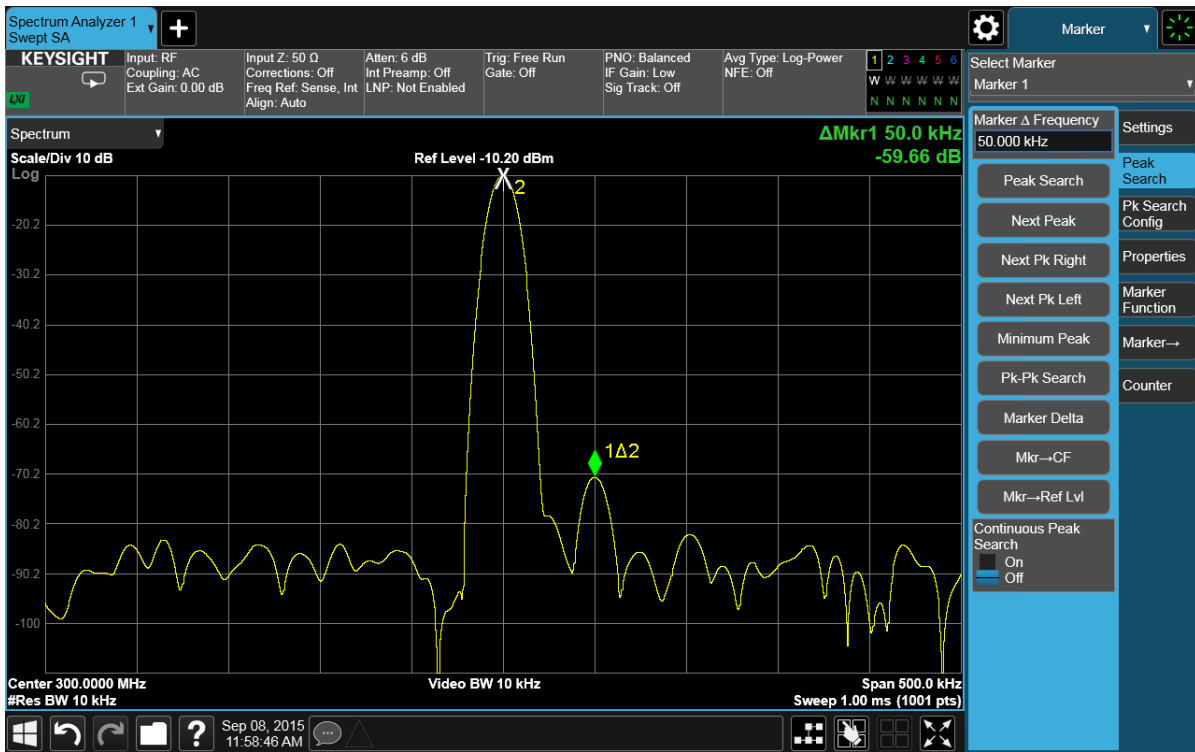 Spectrum Analyzer 1
Swept SA
+
Marker
KEYSIGHT
LXI
Input: RF
Coupling: AC
Ext Gain: 0.00 dB
Input Z: 50 Ω
Corrections: Off
Freq Ref: Sense, Int
Align: Auto
Atten: 6 dB
Int Preamp: Off
LNP: Not Enabled
Trig: Free Run
Gate: Off
PNO: Balanced
IF Gain: Low
Sig Track: Off
Avg Type: Log-Power
NFE: Off
1 2 3 4 5 6
W W W W W W
N N N N N N
Select Marker
Marker 1
Spectrum
ΔMkr1 50.0 kHz
-59.66 dB
Scale/Div 10 dB
Ref Level -10.20 dBm
Log
-20.2
-30.2
-40.2
-50.2
-60.2
-70.2
-80.2
-90.2
-100
X
2
1Δ2
Center 300.0000 MHz
Video BW 10 kHz
Span 500.0 kHz
#Res BW 10 kHz
Sweep 1.00 ms (1001 pts)
Marker Δ Frequency
50.000 kHz
Peak Search
Next Peak
Next Pk Right
Next Pk Left
Minimum Peak
Pk-Pk Search
Marker Delta
Mkr→CF
Mkr→Ref Lvl
Continuous Peak
Search
On
Off
Settings
Peak
Search
Pk Search
Config
Properties
Marker
Function
Marker→
Counter
?
Sep 08, 2015
11:58:46 AM